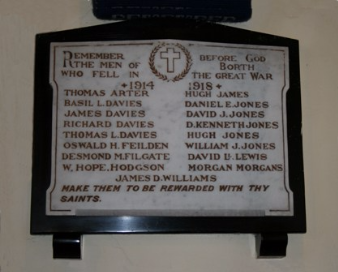 REMEMBER BEFORE GOD
THE MEN OF BORTH
WHO FELL IN THE GREAT WAR
1914 1918
THOMAS ARTER HUGH JAMES
BASIL L. DAVIES DANIEL E. JONES
JAMES DAVIES DAVID J. JONES
RICHARD DAVIES D. KENNETH JONES
THOMAS L. DAVIES HUGH JONES
OSWALD H. FEILDEN WILLIAM J. JONES
DESMOND M. FILGATE DAVID D. LEWIS
W. HOPE. HODGSON MORGAN MORGANS
JAMES D. WILLIAMS
MAKE THEN TO BE REWARDED WITH THY
SAINTS.